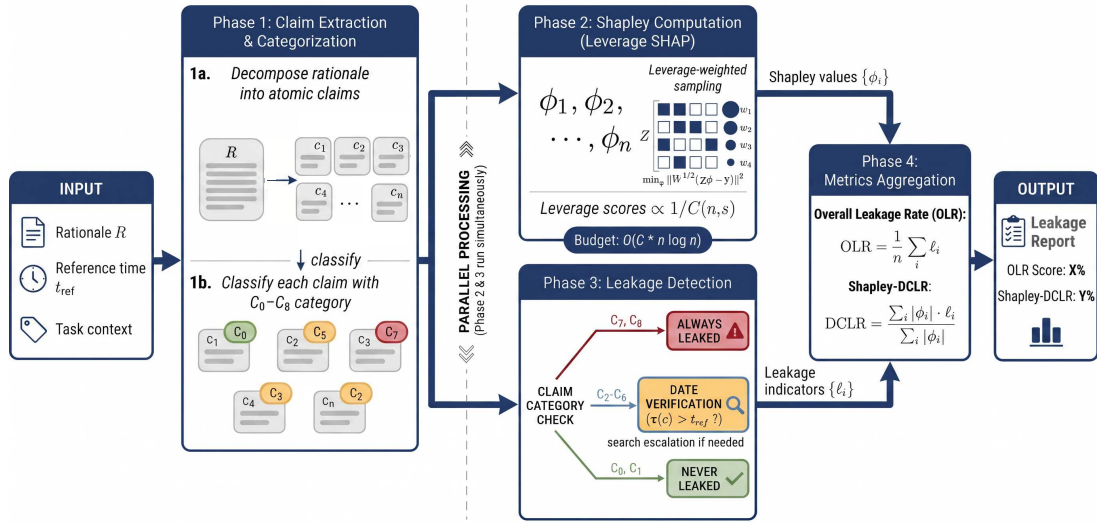 INPUT
Rationale R
Reference time
t_ref
Task context
Phase 1: Claim Extraction
& Categorization
1a. Decompose rationale
into atomic claims
R
c₁ c₂ c₃
c₄ ... cₙ
classify
1b. Classify each claim with
C₀–C₈ category
C₁ C₀
C₂ C₅
C₃ C₇
C₄ C₃
Cₙ C₂
PARALLEL PROCESSING
(Phase 2 & 3 run simultaneously)
Phase 2: Shapley Computation
(Leverage SHAP)
ϕ₁, ϕ₂,
⋯, ϕₙ
Leverage-weighted
sampling
Z
w₁
w₂
w₃
w₄
min_φ ||W^{1/2}(Zϕ − y)||²
Leverage scores ∝ 1/C(n,s)
Budget: O(C * n log n)
Phase 3: Leakage Detection
CLAIM
CATEGORY
CHECK
C₇, C₈
ALWAYS
LEAKED
C₂-C₆
DATE
VERIFICATION
(τ(c) > t_ref ?)
search escalation if needed
C₀, C₁
NEVER
LEAKED
Shapley values {ϕᵢ}
Leakage
indicators {ℓᵢ}
Phase 4:
Metrics Aggregation
Overall Leakage Rate (OLR):
OLR = 1/n ∑ᵢ ℓᵢ
Shapley-DCLR:
DCLR = ∑ᵢ |ϕᵢ| · ℓᵢ / ∑ᵢ |ϕᵢ|
OUTPUT
Leakage
Report
OLR Score: X%
Shapley-DCLR: Y%